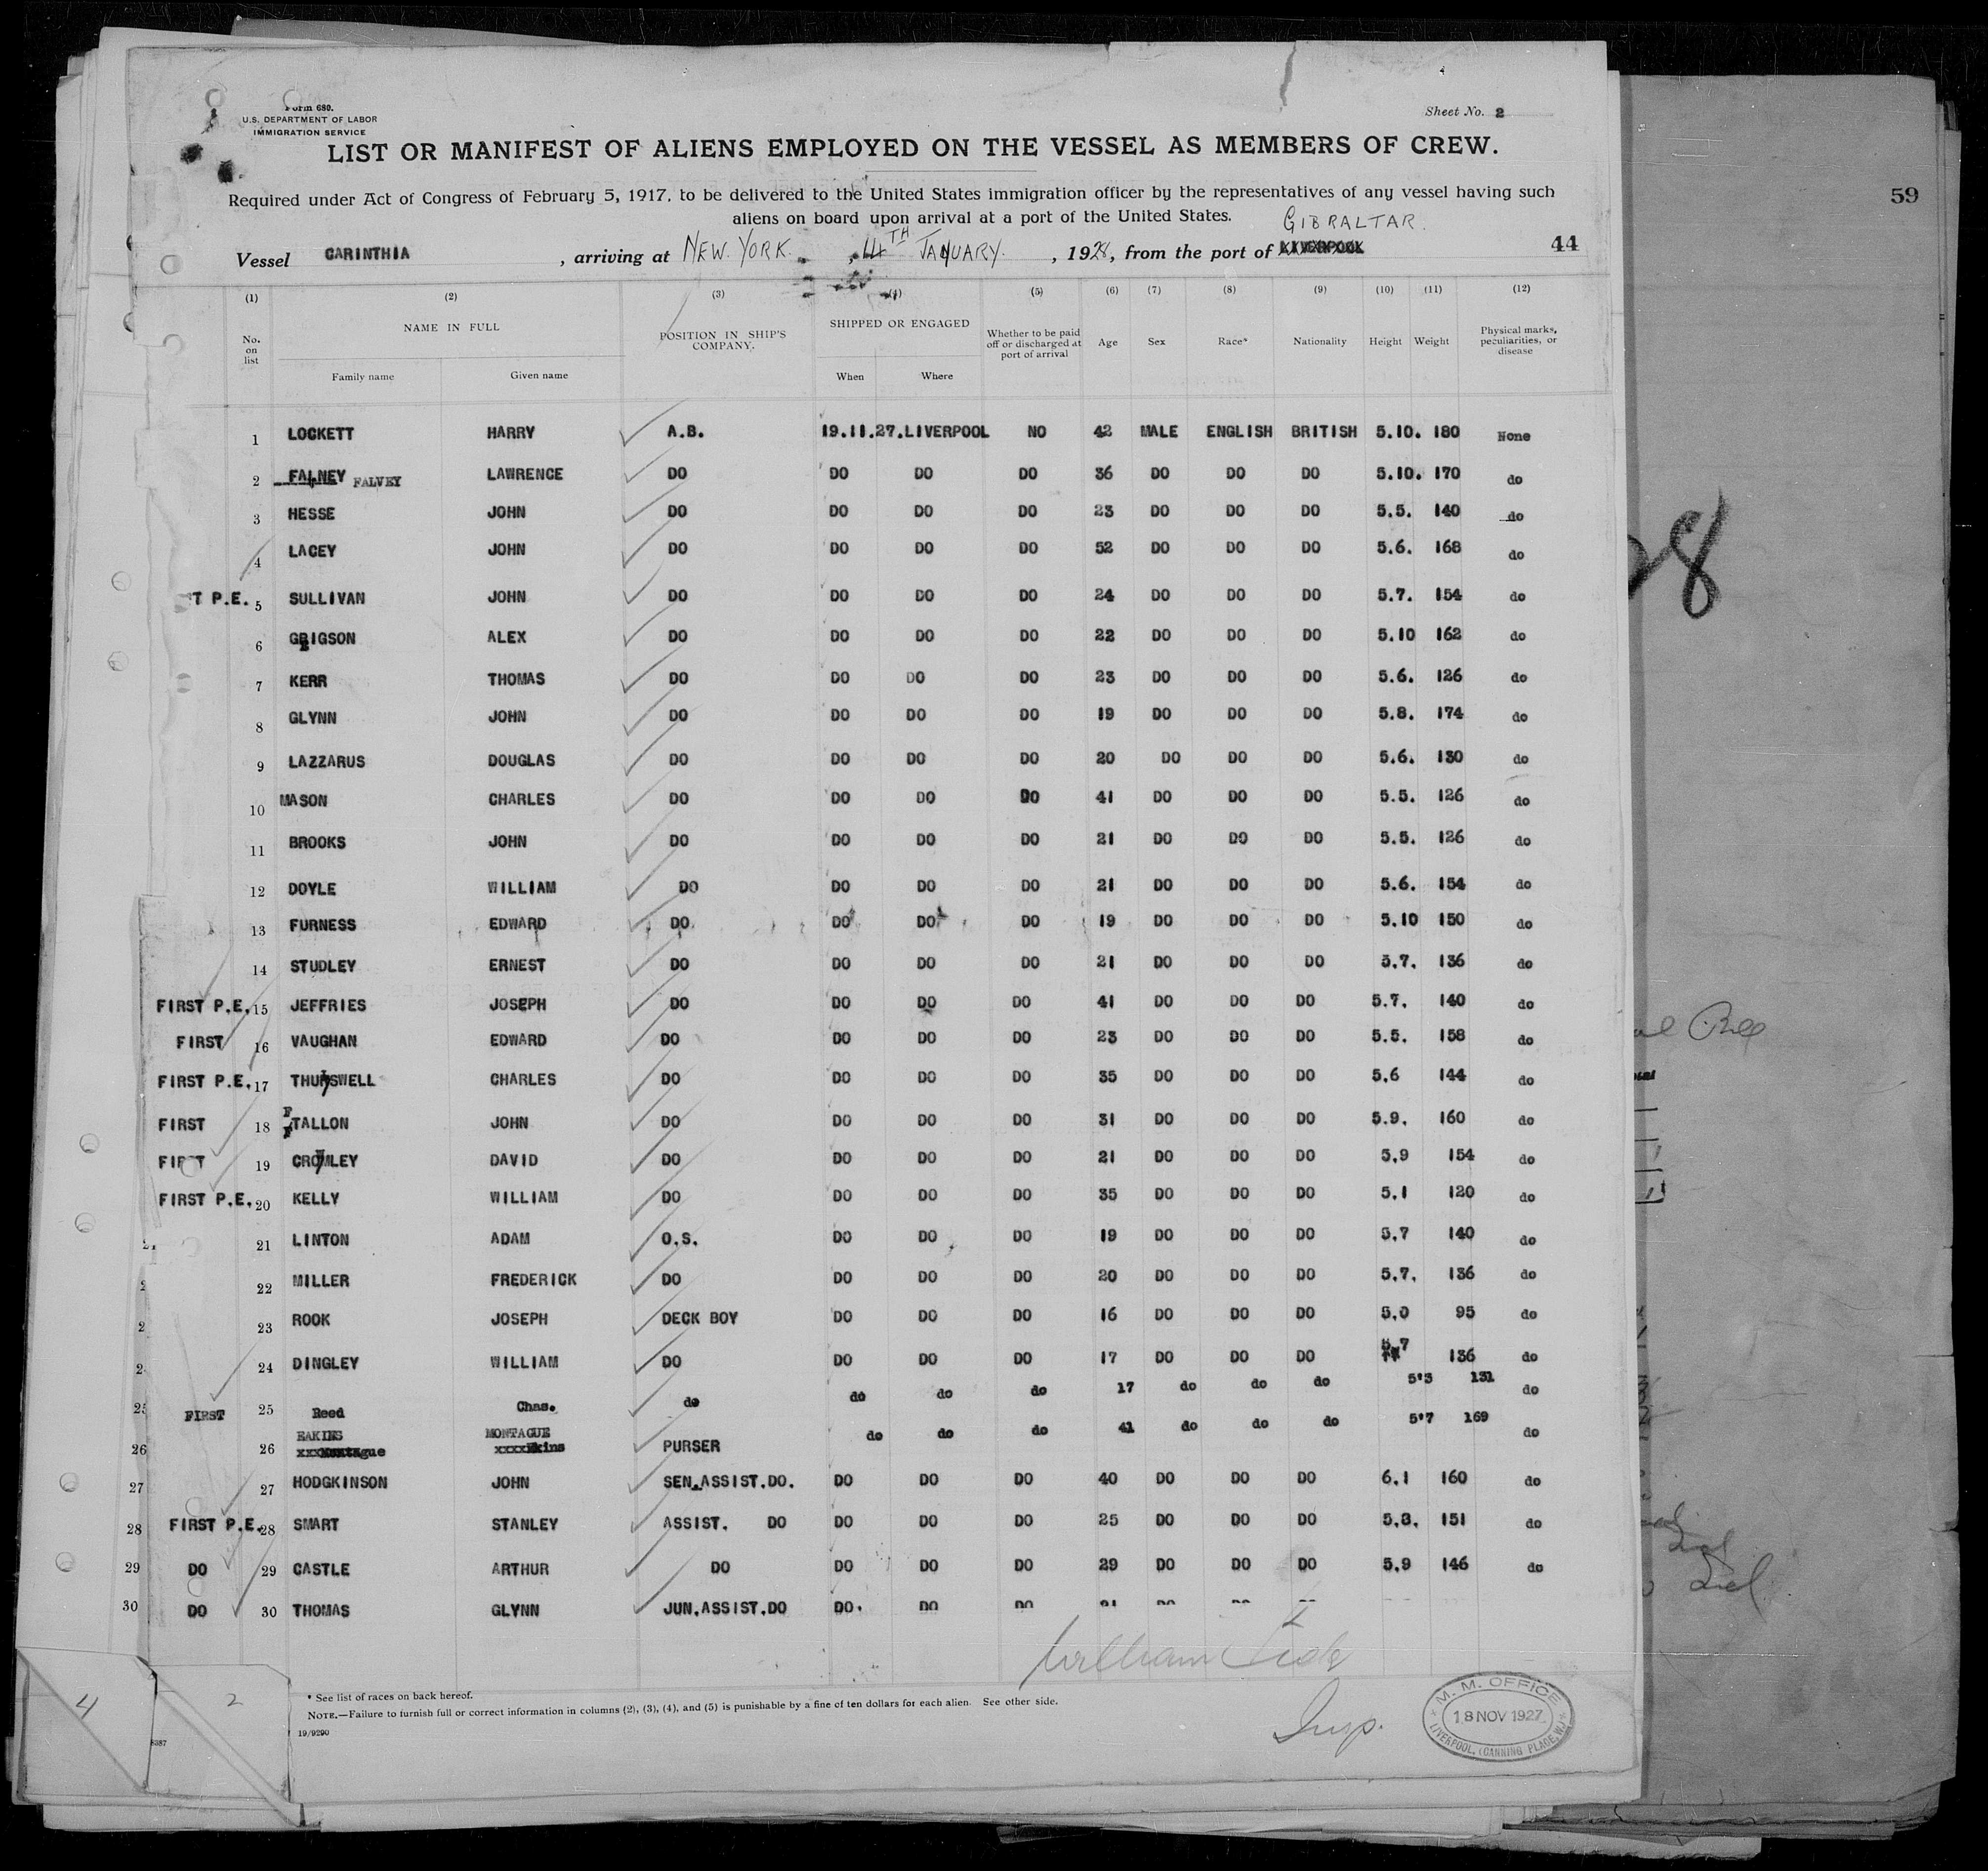 Form 680.
U.S. DEPARTMENT OF LABOR
IMMIGRATION SERVICE
Sheet No. 2
LIST OR MANIFEST OF ALIENS EMPLOYED ON THE VESSEL AS MEMBERS OF CREW.
59
Required under Act of Congress of February 5, 1917, to be delivered to the United States immigration officer by the representatives of any vessel having such
aliens on board upon arrival at a port of the United States.
GIBRALTAR.
Vessel CARINTHIA, arriving at NEW YORK., 4TH JANUARY., 1928, from the port of LIVERPOOL 44
(1) (2) (3) (4) (5) (6) (7) (8) (9) (10) (11) (12)
No. on list NAME IN FULL POSITION IN SHIP'S COMPANY. SHIPPED OR ENGAGED Whether to be paid off or discharged at port of arrival Age Sex Race* Nationality Height Weight Physical marks, peculiarities, or disease
Family name Given name When Where
1 LOCKETT HARRY A.B. 19.11.27. LIVERPOOL NO 42 MALE ENGLISH BRITISH 5.10. 180 None
2 FALNEY FALVEY LAWRENCE DO DO DO DO 36 DO DO DO 5.10. 170 do
3 HESSE JOHN DO DO DO DO 23 DO DO DO 5.5. 140 do
4 LACEY JOHN DO DO DO DO 52 DO DO DO 5.6. 168 do
T P.E. 5 SULLIVAN JOHN DO DO DO DO 24 DO DO DO 5.7. 154 do
6 GRIGSON ALEX DO DO DO DO 22 DO DO DO 5.10 162 do
7 KERR THOMAS DO DO DO DO 23 DO DO DO 5.6. 126 do
8 GLYNN JOHN DO DO DO DO 19 DO DO DO 5.8. 174 do
9 LAZZARUS DOUGLAS DO DO DO DO 20 DO DO DO 5.6. 130 do
10 MASON CHARLES DO DO DO DO 41 DO DO DO 5.5. 126 do
11 BROOKS JOHN DO DO DO DO 21 DO DO DO 5.5. 126 do
12 DOYLE WILLIAM DO DO DO DO 21 DO DO DO 5.6. 154 do
13 FURNESS EDWARD DO DO DO DO 19 DO DO DO 5.10 150 do
14 STUDLEY ERNEST DO DO DO DO 21 DO DO DO 5.7. 136 do
FIRST P.E. 15 JEFFRIES JOSEPH DO DO DO DO 41 DO DO DO 5.7. 140 do
FIRST 16 VAUGHAN EDWARD DO DO DO DO 23 DO DO DO 5.5. 158 do
FIRST P.E. 17 THURSWELL CHARLES DO DO DO DO 35 DO DO DO 5.6 144 do
FIRST 18 FTALLON JOHN DO DO DO DO 31 DO DO DO 5.9. 160 do
FIRST 19 CROMLEY DAVID DO DO DO DO 21 DO DO DO 5.9 154 do
FIRST P.E. 20 KELLY WILLIAM DO DO DO DO 35 DO DO DO 5.1 120 do
21 LINTON ADAM O.S. DO DO DO 19 DO DO DO 5.7 140 do
22 MILLER FREDERICK DO DO DO DO 20 DO DO DO 5.7. 136 do
23 ROOK JOSEPH DECK BOY DO DO DO 16 DO DO DO 5.0 95 do
24 DINGLEY WILLIAM DO DO DO DO 17 DO DO DO 5.7 136 do
FIRST 25 Reed Chas. do do do do 17 do do do 5'3 131 do
EAKINS MONTAGUE
26 26 xxxMontague xxxxEkins PURSER do do do 41 do do do 5'7 169 do
27 27 HODGKINSON JOHN SEN.ASSIST.DO. DO DO DO 40 DO DO DO 6.1 160 do
28 FIRST P.E. 28 SMART STANLEY ASSIST. DO DO DO DO 25 DO DO DO 5.8. 151 do
29 DO 29 CASTLE ARTHUR DO DO DO DO 29 DO DO DO 5.9 146 do
30 DO 30 THOMAS GLYNN JUN.ASSIST.DO DO. DO DO 21 DO
William
Insp.
* See list of races on back hereof.
NOTE.—Failure to furnish full or correct information in columns (2), (3), (4), and (5) is punishable by a fine of ten dollars for each alien. See other side.
19/9290
M. M. OFFICE
18 NOV 1927
LIVERPOOL, (CANNING PLACE, W)
4
2